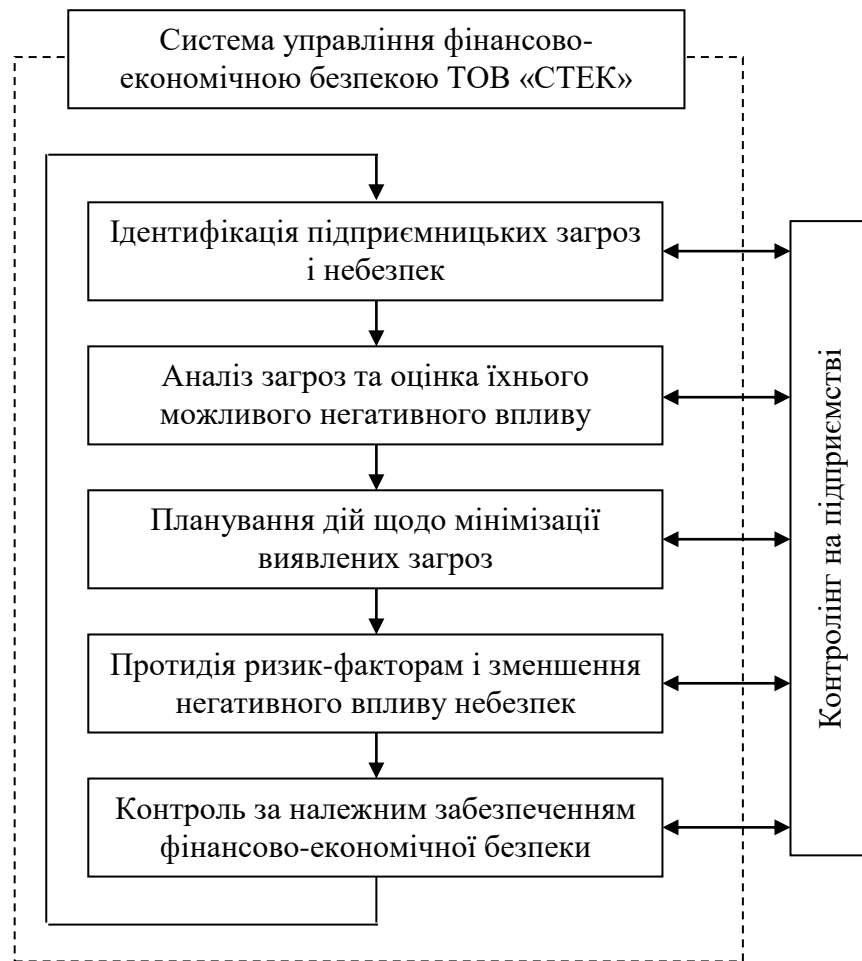 Система управління фінансово-
економічною безпекою ТОВ «СТЕК»
Ідентифікація підприємницьких загроз
і небезпек
Аналіз загроз та оцінка їхнього
можливого негативного впливу
Планування дій щодо мінімізації
виявлених загроз
Протидія ризик-факторам і зменшення
негативного впливу небезпек
Контроль за належним забезпеченням
фінансово-економічної безпеки
Контролінг на підприємстві